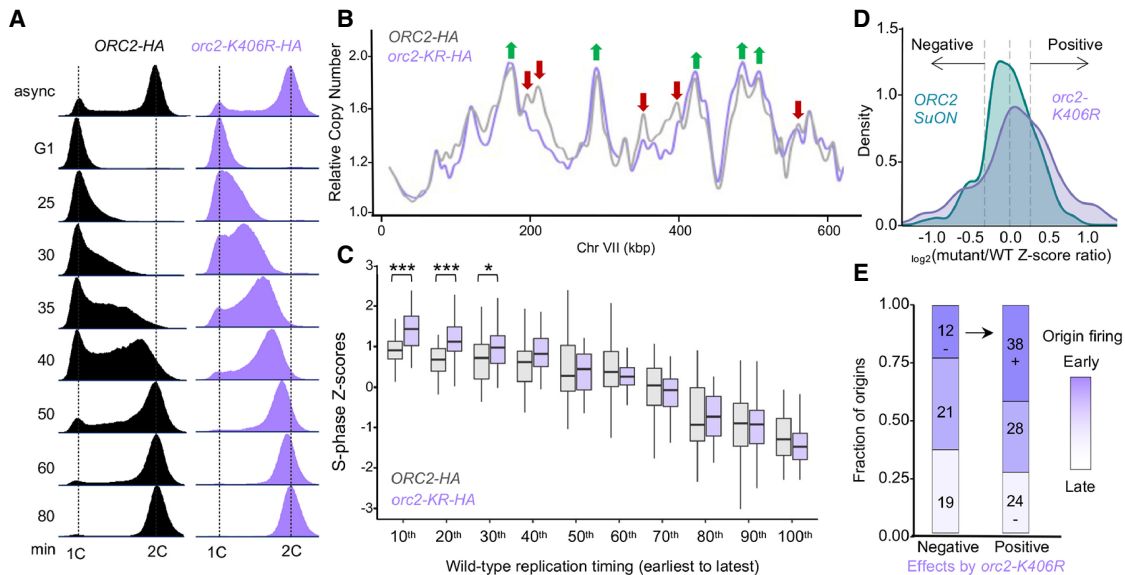 A
ORC2-HA
orc2-K406R-HA
async
G1
25
30
35
40
50
60
80
min
1C
2C
1C
2C
B
ORC2-HA
orc2-KR-HA
Relative Copy Number
2.0
1.6
1.2
1.0
0
200
400
600
Chr VII (kbp)
C
S-phase Z-scores
3
2
1
0
-1
-2
-3
***
***
*
ORC2-HA
orc2-KR-HA
10th
20th
30th
40th
50th
60th
70th
80th
90th
100th
Wild-type replication timing (earliest to latest)
D
Density
1.5
1.0
0.5
0.0
Negative
Positive
ORC2
SuON
orc2-
K406R
-1.0
-0.5
0.0
0.5
1.0
log2(mutant/WT Z-score ratio)
E
Fraction of origins
1.00
0.75
0.50
0.25
0.00
12
-
21
19
38
+
28
24
-
Negative
Positive
Effects by orc2-K406R
Origin firing
Early
Late